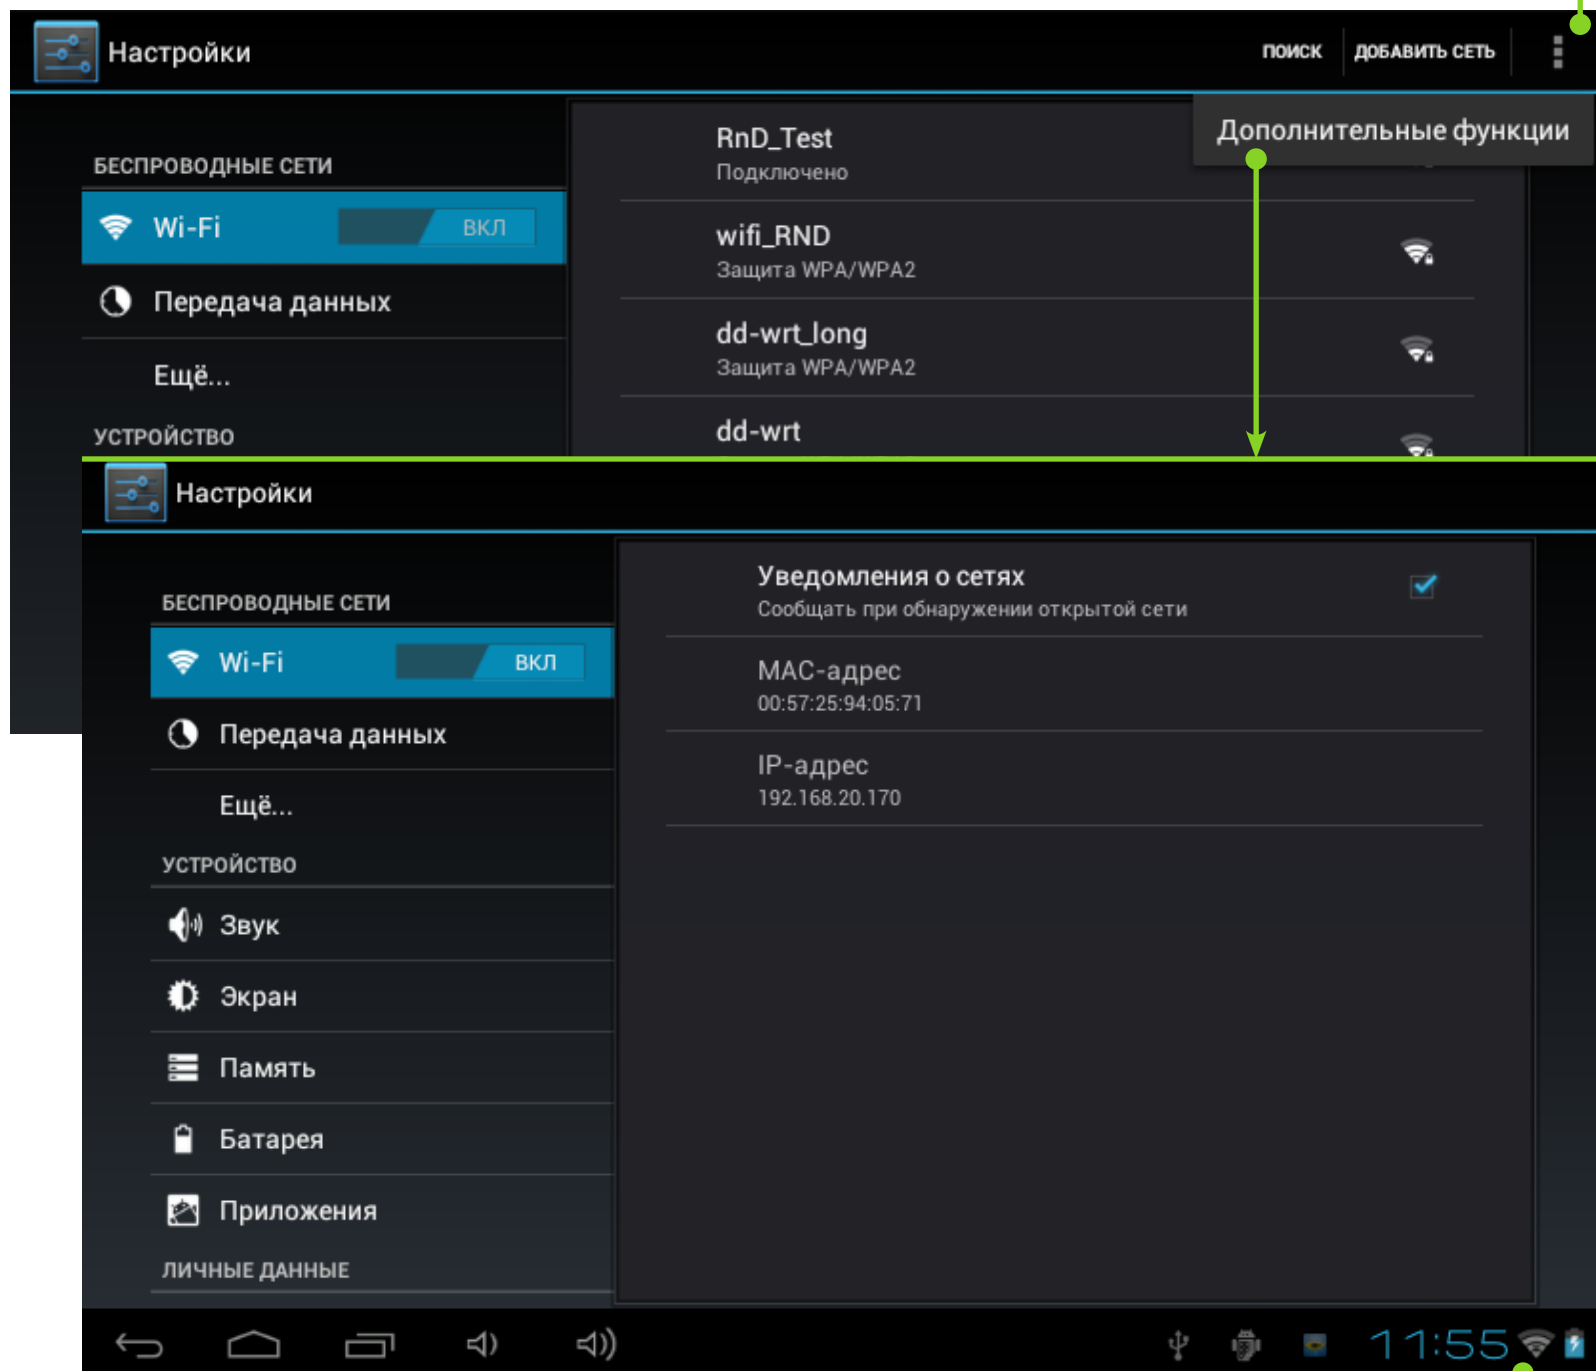 Настройки
ПОИСК
ДОБАВИТЬ СЕТЬ
Дополнительные функции
БЕСПРОВОДНЫЕ СЕТИ
Wi-Fi
ВКЛ
Передача данных
Ещё...
УСТРОЙСТВО
RnD_Test
Подключено
wifi_RND
Защита WPA/WPA2
dd-wrt_long
Защита WPA/WPA2
dd-wrt
Настройки
БЕСПРОВОДНЫЕ СЕТИ
Wi-Fi
ВКЛ
Передача данных
Ещё...
УСТРОЙСТВО
Звук
Экран
Память
Батарея
Приложения
ЛИЧНЫЕ ДАННЫЕ
Уведомления о сетях
Сообщать при обнаружении открытой сети
MAC-адрес
00:57:25:94:05:71
IP-адрес
192.168.20.170
11:55